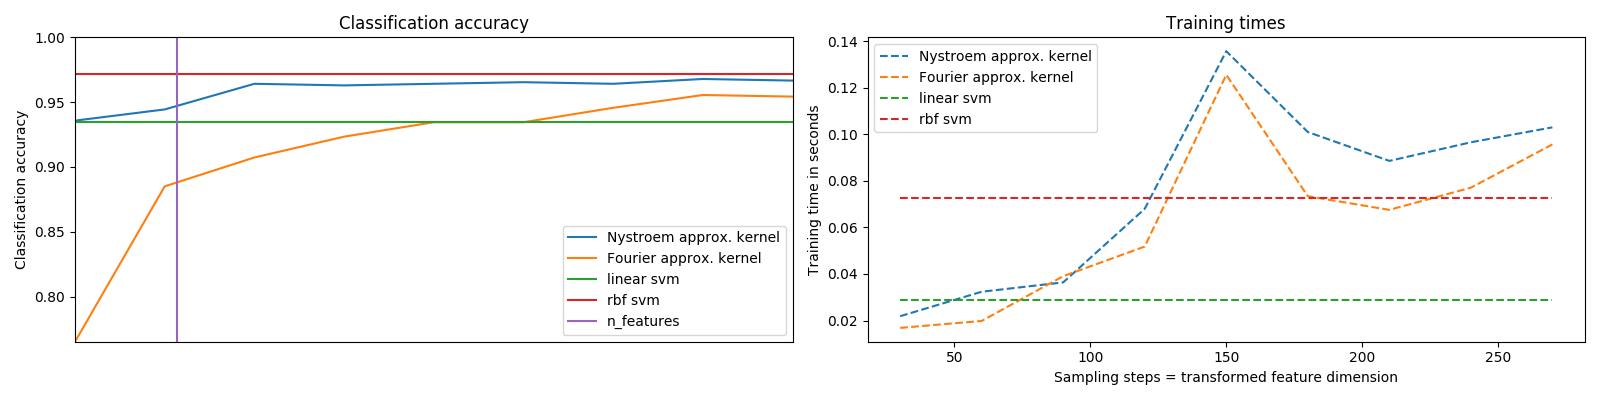 Classification accuracy
Classification accuracy
1.00
0.95
0.90
0.85
0.80
Nystroem approx. kernel
Fourier approx. kernel
linear svm
rbf svm
n_features
Training times
Training time in seconds
0.14
0.12
0.10
0.08
0.06
0.04
0.02
Nystroem approx. kernel
Fourier approx. kernel
linear svm
rbf svm
50
100
150
200
250
Sampling steps = transformed feature dimension